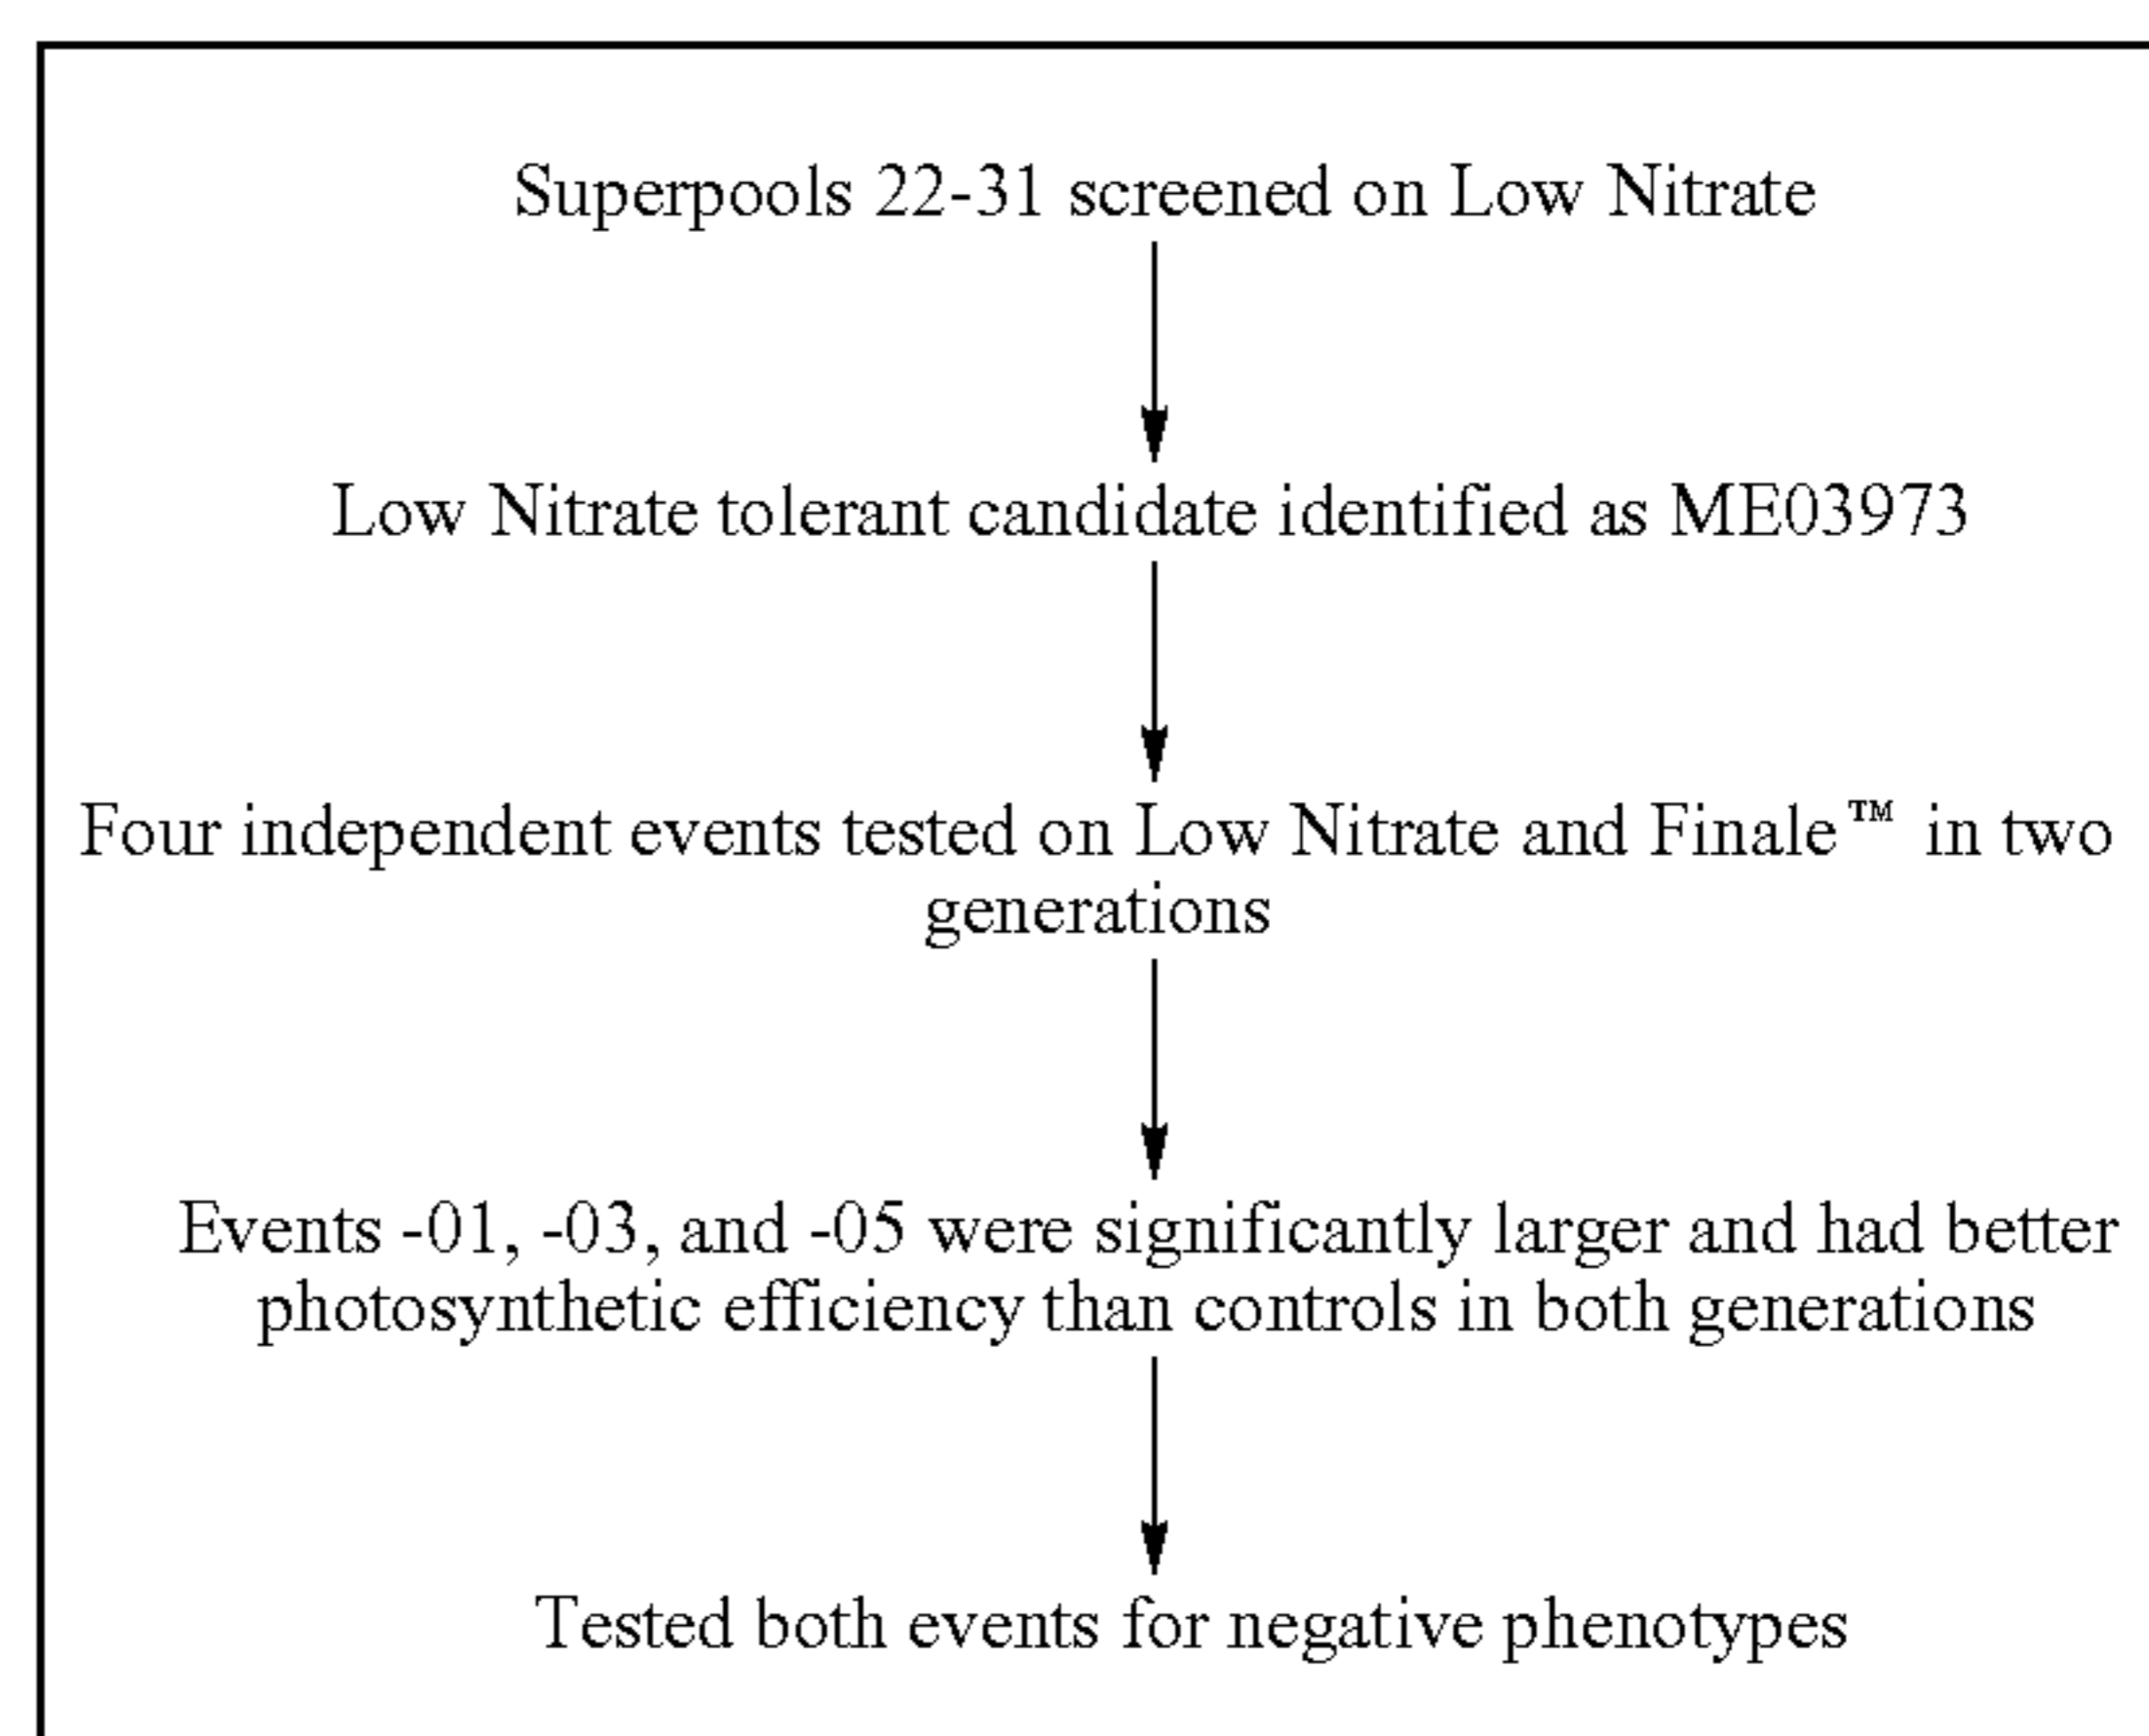 Superpools 22-31 screened on Low Nitrate
Low Nitrate tolerant candidate identified as ME03973
Four independent events tested on Low Nitrate and Finale™ in two
generations
Events -01, -03, and -05 were significantly larger and had better
photosynthetic efficiency than controls in both generations
Tested both events for negative phenotypes